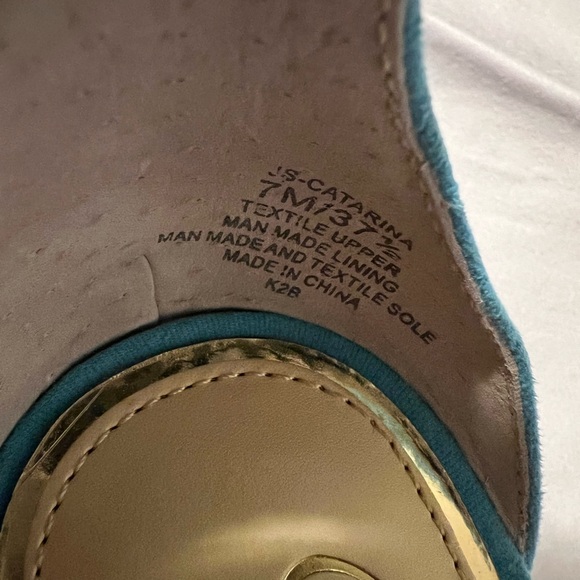 JS-CATARINA
7M/37½
TEXTILE UPPER
MAN MADE LINING
MAN MADE AND TEXTILE SOLE
MADE IN CHINA
K2B